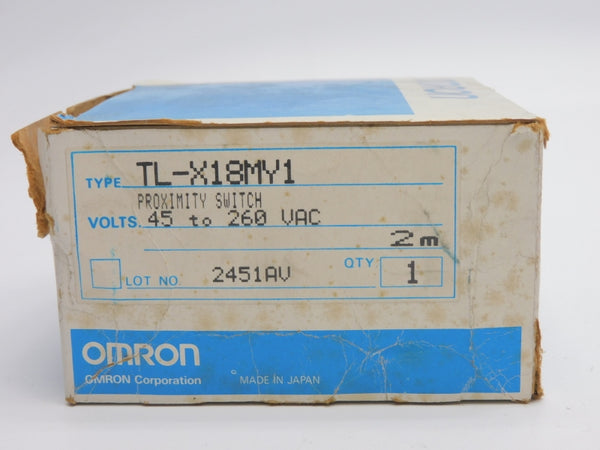 TYPE TL-X18MY1
PROXIMITY SWITCH
VOLTS. 45 to 260 VAC
2m
LOT NO. 2451AV QTY 1
OMRON
OMRON Corporation MADE IN JAPAN